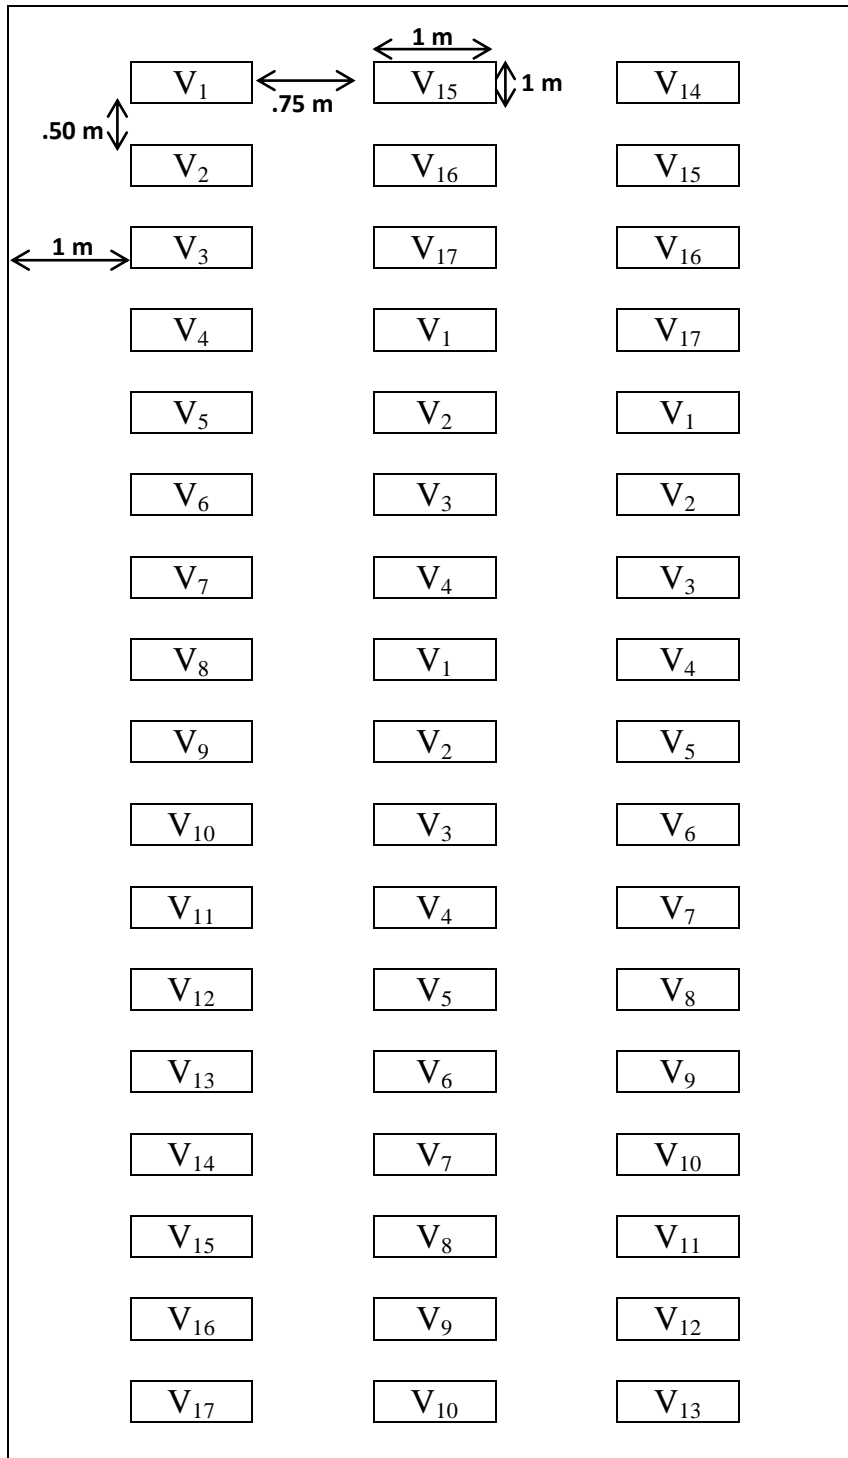 1 m
V₁ V₁₅ V₁₄
.75 m 1 m
.50 m
V₂ V₁₆ V₁₅
1 m
V₃ V₁₇ V₁₆
V₄ V₁ V₁₇
V₅ V₂ V₁
V₆ V₃ V₂
V₇ V₄ V₃
V₈ V₁ V₄
V₉ V₂ V₅
V₁₀ V₃ V₆
V₁₁ V₄ V₇
V₁₂ V₅ V₈
V₁₃ V₆ V₉
V₁₄ V₇ V₁₀
V₁₅ V₈ V₁₁
V₁₆ V₉ V₁₂
V₁₇ V₁₀ V₁₃